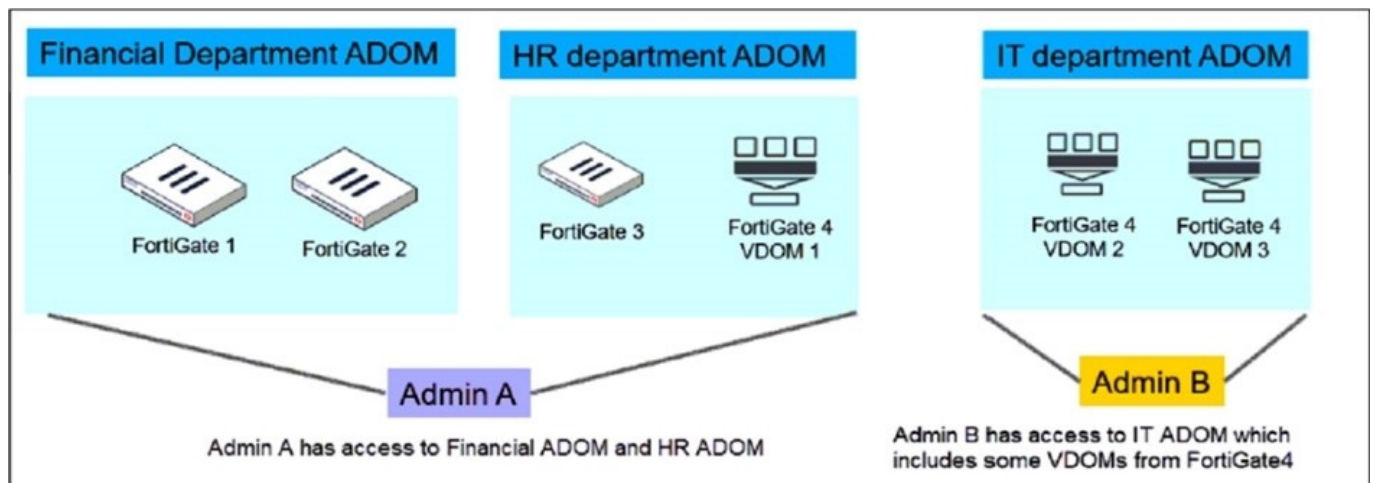 Financial Department ADOM
HR department ADOM
IT department ADOM
FortiGate 1
FortiGate 2
FortiGate 3
FortiGate 4
VDOM 1
FortiGate 4
VDOM 2
FortiGate 4
VDOM 3
Admin A
Admin B
Admin A has access to Financial ADOM and HR ADOM
Admin B has access to IT ADOM which
includes some VDOMs from FortiGate4